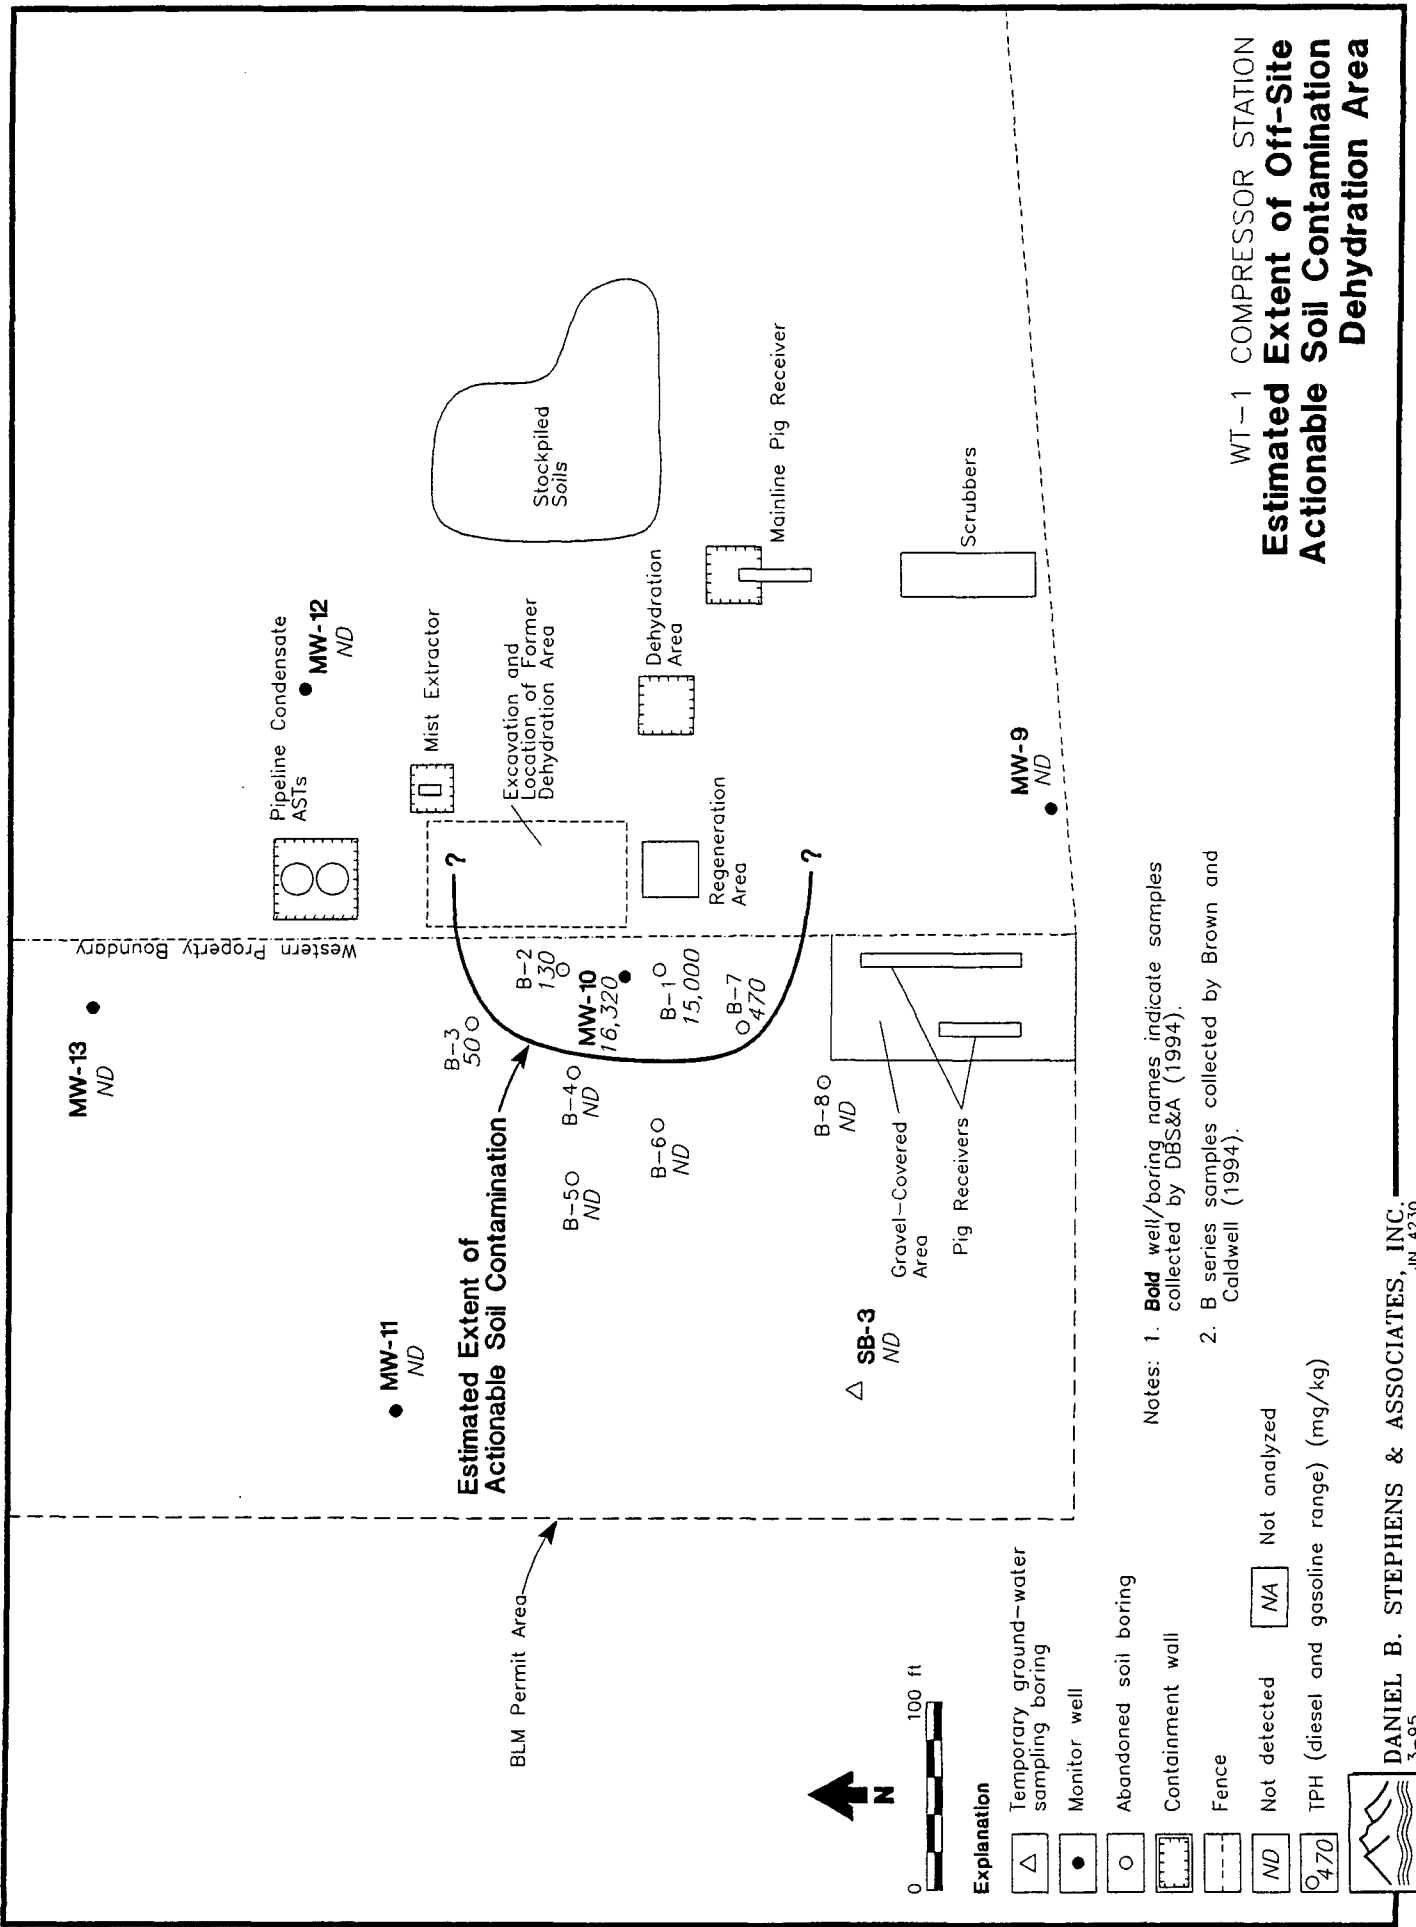 MW-13
ND
Western Property Boundary
Pipeline Condensate
ASTs
MW-12
ND
MW-11
ND
Mist Extractor
Excavation and
Location of Former
Dehydration Area
Stockpiled
Soils
?
B-3
50
B-2
130
Estimated Extent of
Actionable Soil Contamination
BLM Permit Area
B-4
ND
B-5
ND
MW-10
16,320
B-6
ND
B-1
15,000
B-7
470
Dehydration
Area
Regeneration
Area
Mainline Pig Receiver
?
B-8
ND
SB-3
ND
Gravel-Covered
Area
Pig Receivers
Scrubbers
MW-9
ND
N
0
100 ft
Explanation
Temporary ground-water
sampling boring
Monitor well
Abandoned soil boring
Containment wall
Fence
ND
Not detected
NA
Not analyzed
470
TPH (diesel and gasoline range) (mg/kg)
Notes: 1. Bold well/boring names indicate samples
collected by DBS&A (1994).
2. B series samples collected by Brown and
Caldwell (1994).
WT-1 COMPRESSOR STATION
Estimated Extent of Off-Site
Actionable Soil Contamination
Dehydration Area
DANIEL B. STEPHENS & ASSOCIATES, INC.
3-95
JN 4230